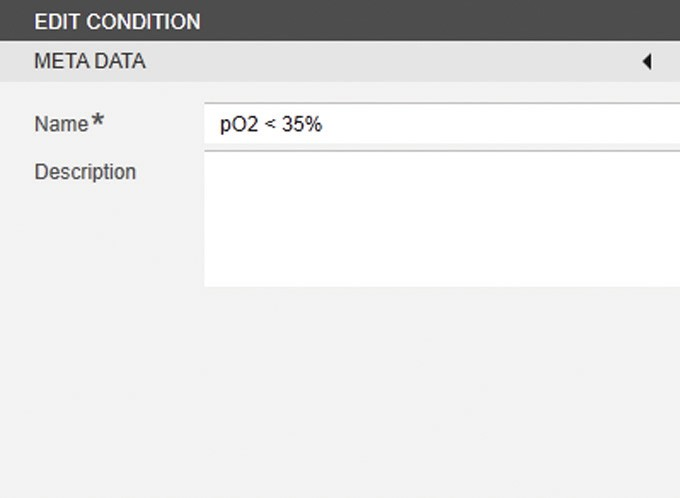 EDIT CONDITION
META DATA
Name*
pO2 < 35%
Description